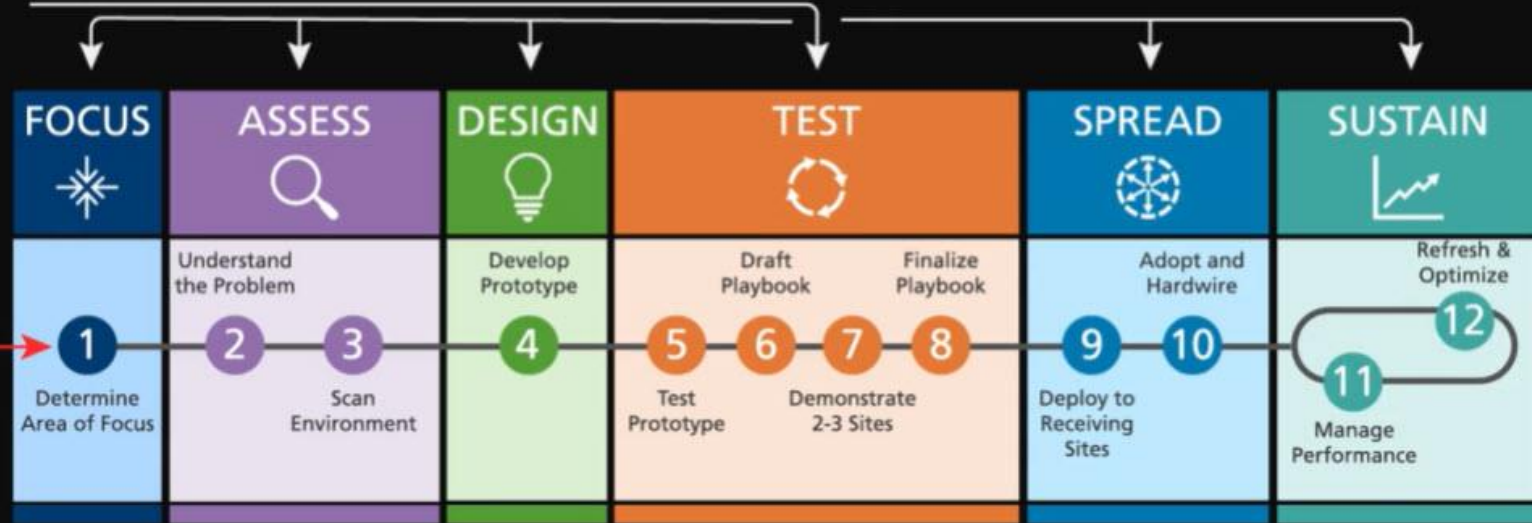 FOCUS
ASSESS
DESIGN
TEST
SPREAD
SUSTAIN
Understand
the Problem
Develop
Prototype
Draft
Playbook
Finalize
Playbook
Adopt and
Hardwire
Refresh &
Optimize
1
2
3
4
5
6
7
8
9
10
11
12
Determine
Area of Focus
Scan
Environment
Test
Prototype
Demonstrate
2-3 Sites
Deploy to
Receiving
Sites
Manage
Performance